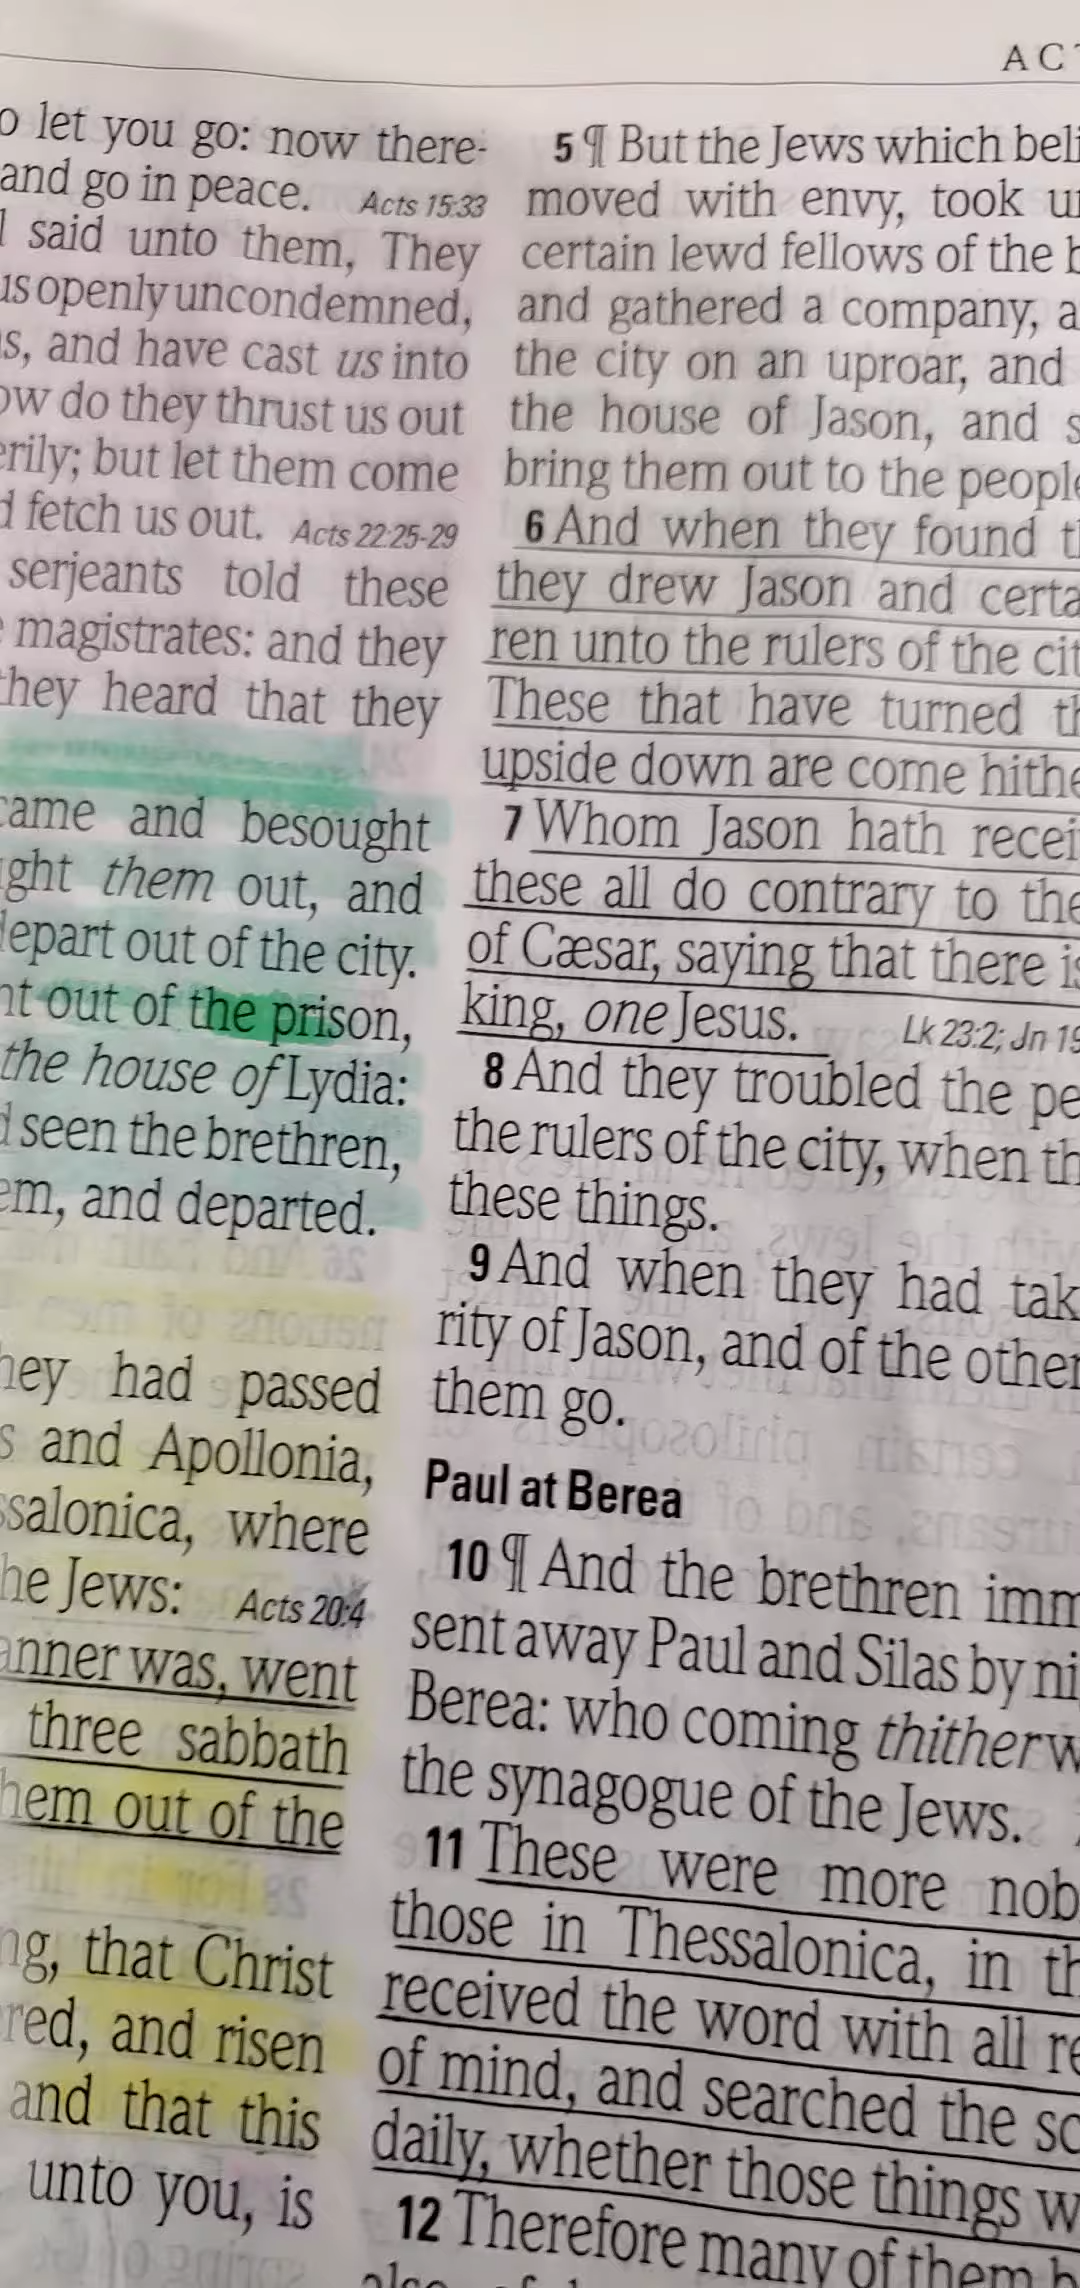 ACT
o let you go: now there-
and go in peace. Acts 15:33
l said unto them, They
us openly uncondemned,
ns, and have cast us into
ow do they thrust us out
erily; but let them come
d fetch us out. Acts 22:25-29
serjeants told these
e magistrates: and they
they heard that they
came and besought
ght them out, and
depart out of the city.
nt out of the prison,
the house of Lydia:
d seen the brethren,
em, and departed.
hey had passed
s and Apollonia,
ssalonica, where
he Jews: Acts 20:4
anner was, went
three sabbath
hem out of the
ng, that Christ
red, and risen
and that this
unto you, is
5 ¶ But the Jews which beli
moved with envy, took un
certain lewd fellows of the b
and gathered a company, a
the city on an uproar, and
the house of Jason, and s
bring them out to the people
6 And when they found th
they drew Jason and certa
ren unto the rulers of the cit
These that have turned th
upside down are come hithe
7 Whom Jason hath recei
these all do contrary to the
of Cæsar, saying that there is
king, one Jesus. Lk 23:2; Jn 19
8 And they troubled the pe
the rulers of the city, when th
these things.
9 And when they had tak
rity of Jason, and of the other
them go.
Paul at Berea
10 ¶ And the brethren imm
sent away Paul and Silas by ni
Berea: who coming thither w
the synagogue of the Jews.
11 These were more nob
those in Thessalonica, in th
received the word with all re
of mind, and searched the sc
daily, whether those things w
12 Therefore many of them b